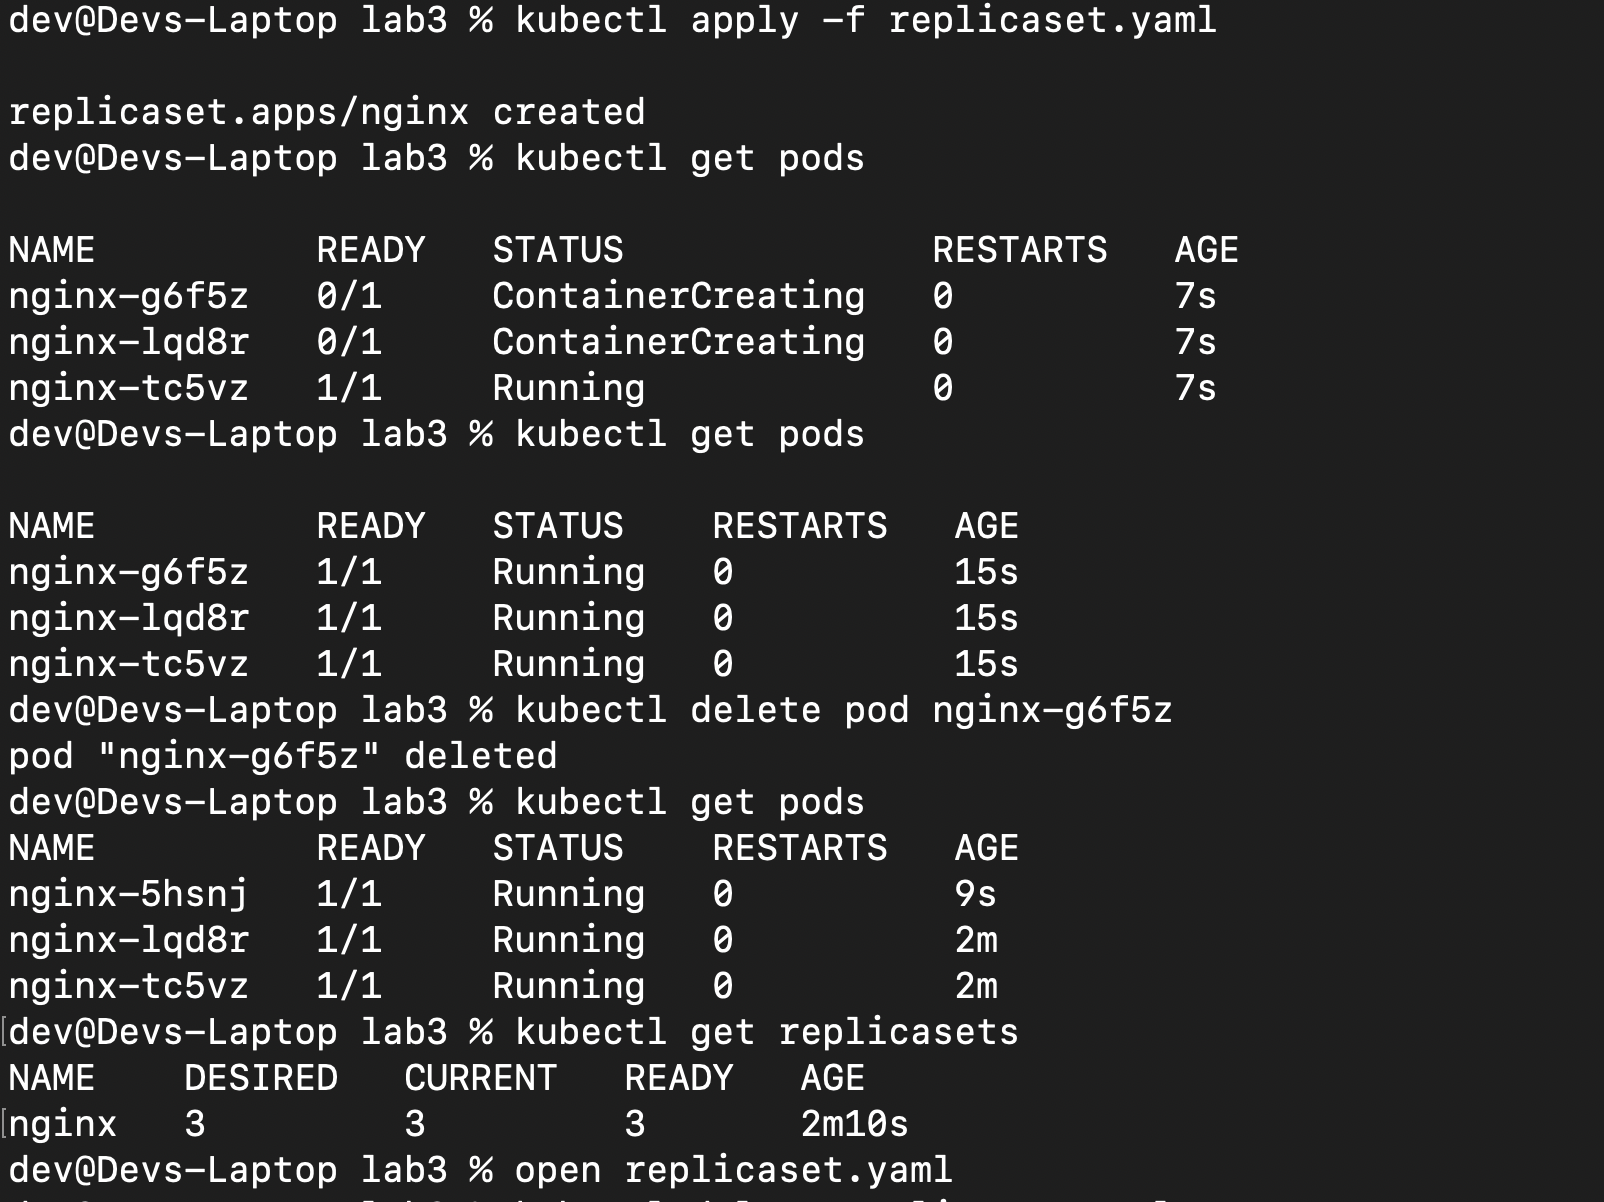 dev@Devs-Laptop lab3 % kubectl apply -f replicaset.yaml
replicaset.apps/nginx created
dev@Devs-Laptop lab3 % kubectl get pods
NAME          READY   STATUS              RESTARTS   AGE
nginx-g6f5z   0/1     ContainerCreating   0          7s
nginx-lqd8r   0/1     ContainerCreating   0          7s
nginx-tc5vz   1/1     Running             0          7s
dev@Devs-Laptop lab3 % kubectl get pods
NAME          READY   STATUS    RESTARTS   AGE
nginx-g6f5z   1/1     Running   0          15s
nginx-lqd8r   1/1     Running   0          15s
nginx-tc5vz   1/1     Running   0          15s
dev@Devs-Laptop lab3 % kubectl delete pod nginx-g6f5z
pod "nginx-g6f5z" deleted
dev@Devs-Laptop lab3 % kubectl get pods
NAME          READY   STATUS    RESTARTS   AGE
nginx-5hsnj   1/1     Running   0          9s
nginx-lqd8r   1/1     Running   0          2m
nginx-tc5vz   1/1     Running   0          2m
[dev@Devs-Laptop lab3 % kubectl get replicasets
NAME    DESIRED   CURRENT   READY   AGE
[nginx   3         3         3       2m10s
dev@Devs-Laptop lab3 % open replicaset.yaml